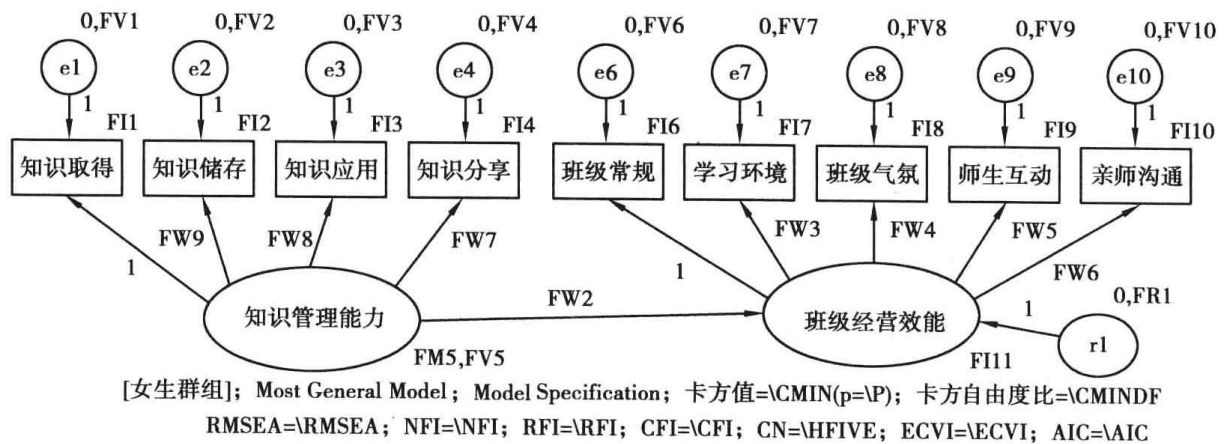 0,FV1 0,FV2 0,FV3 0,FV4 0,FV6 0,FV7 0,FV8 0,FV9 0,FV10
e1 e2 e3 e4 e6 e7 e8 e9 e10
1 1 1 1 1 1 1 1 1
FI1 FI2 FI3 FI4 FI6 FI7 FI8 FI9 FI10
知识取得 知识储存 知识应用 知识分享 班级常规 学习环境 班级气氛 师生互动 亲师沟通
1 FW9 FW8 FW7 1 FW3 FW4 FW5 FW6
知识管理能力 FW2 班级经营效能 1 0,FR1
r1
FM5,FV5 FI11
[女生群组]; Most General Model; Model Specification; 卡方值=\CMIN(p=\P); 卡方自由度比=\CMINDF
RMSEA=\RMSEA; NFI=\NFI; RFI=\RFI; CFI=\CFI; CN=\HFIVE; ECVI=\ECVI; AIC=\AIC